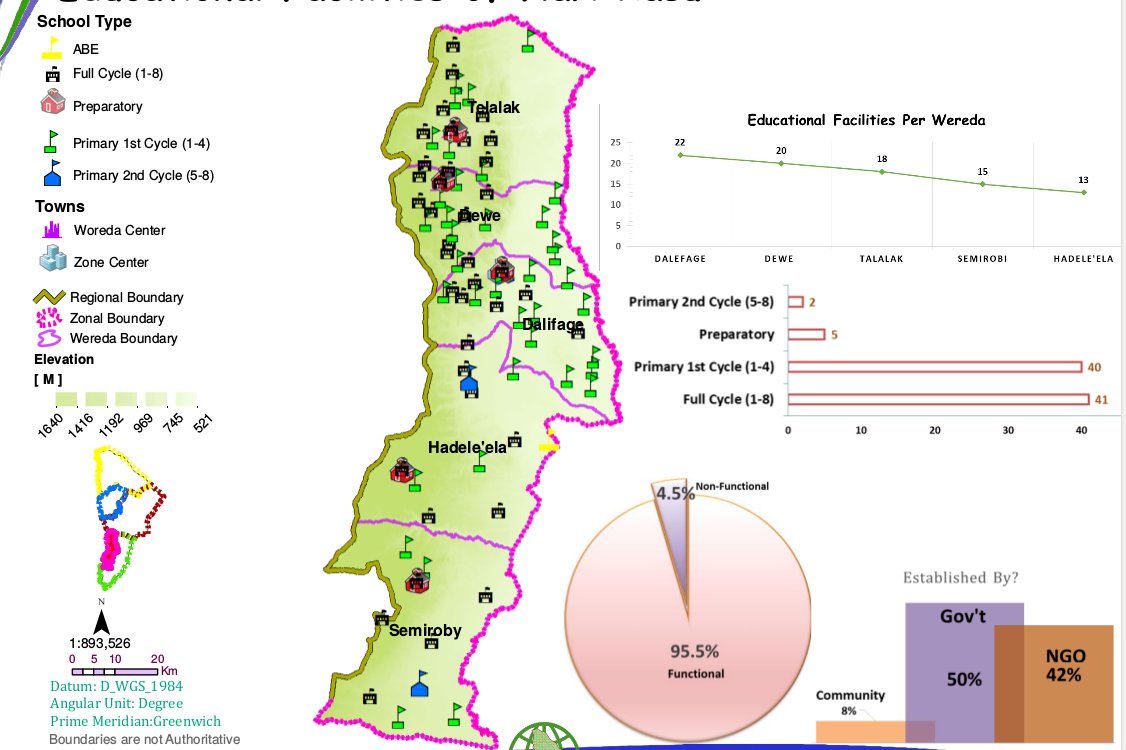 School Type
ABE
Full Cycle (1-8)
Preparatory
Primary 1st Cycle (1-4)
Primary 2nd Cycle (5-8)
Towns
Woreda Center
Zone Center
Regional Boundary
Zonal Boundary
Wereda Boundary
Elevation
[ M ]
1640 1416 1192 969 745 521
N
1:893,526
0 5 10 20
Km
Datum: D_WGS_1984
Angular Unit: Degree
Prime Meridian:Greenwich
Boundaries are not Authoritative
Telalak
Dewe
Dalifage
Hadele'ela
Semiroby
Educational Facilities Per Wereda
25
20
15
10
5
0
22 20 18 15 13
DALEFAGE DEWE TALALAK SEMIROBI HADELE'ELA
Primary 2nd Cycle (5-8) 2
Preparatory 5
Primary 1st Cycle (1-4) 40
Full Cycle (1-8) 41
0 10 20 30 40
4.5% Non-Functional
95.5%
Functional
Established By?
Gov't
50%
NGO
42%
Community
8%